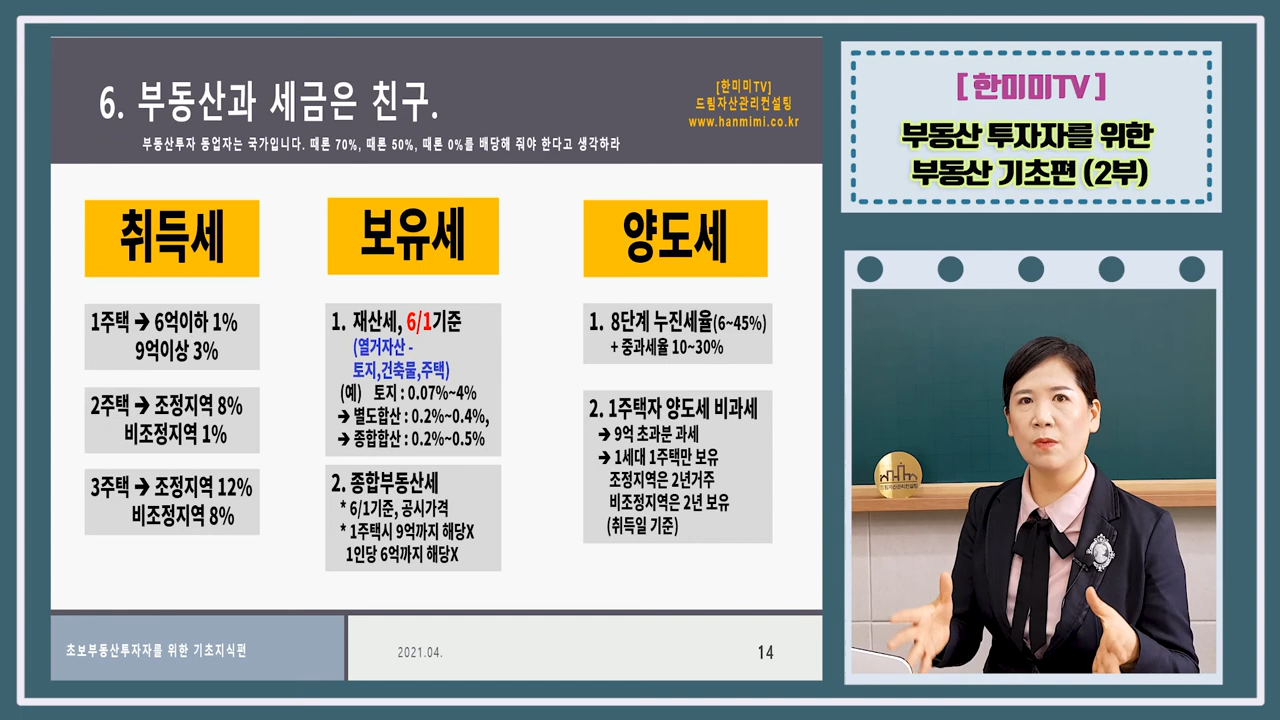 6. 부동산과 세금은 친구.
부동산투자 동업자는 국가입니다. 때론 70%, 때론 50%, 때론 0%를 배당해 줘야 한다고 생각하라
[한미미TV]
드림자산관리컨설팅
www.hanmimi.co.kr
취득세
1주택 → 6억이하 1%
9억이상 3%
2주택 → 조정지역 8%
비조정지역 1%
3주택 → 조정지역 12%
비조정지역 8%
보유세
1. 재산세, 6/1기준
(열거자산 -
토지,건축물,주택)
(예) 토지 : 0.07%~4%
→ 별도합산 : 0.2%~0.4%,
→ 종합합산 : 0.2%~0.5%
2. 종합부동산세
* 6/1기준, 공시가격
* 1주택시 9억까지 해당X
1인당 6억까지 해당X
양도세
1. 8단계 누진세율(6~45%)
+ 중과세율 10~30%
2. 1주택자 양도세 비과세
→ 9억 초과분 과세
→ 1세대 1주택만 보유
조정지역은 2년거주
비조정지역은 2년 보유
(취득일 기준)
초보부동산투자자를 위한 기초지식편
2021.04.
14
[한미미TV]
부동산 투자자를 위한
부동산 기초편 (2부)
드림자산관리컨설팅